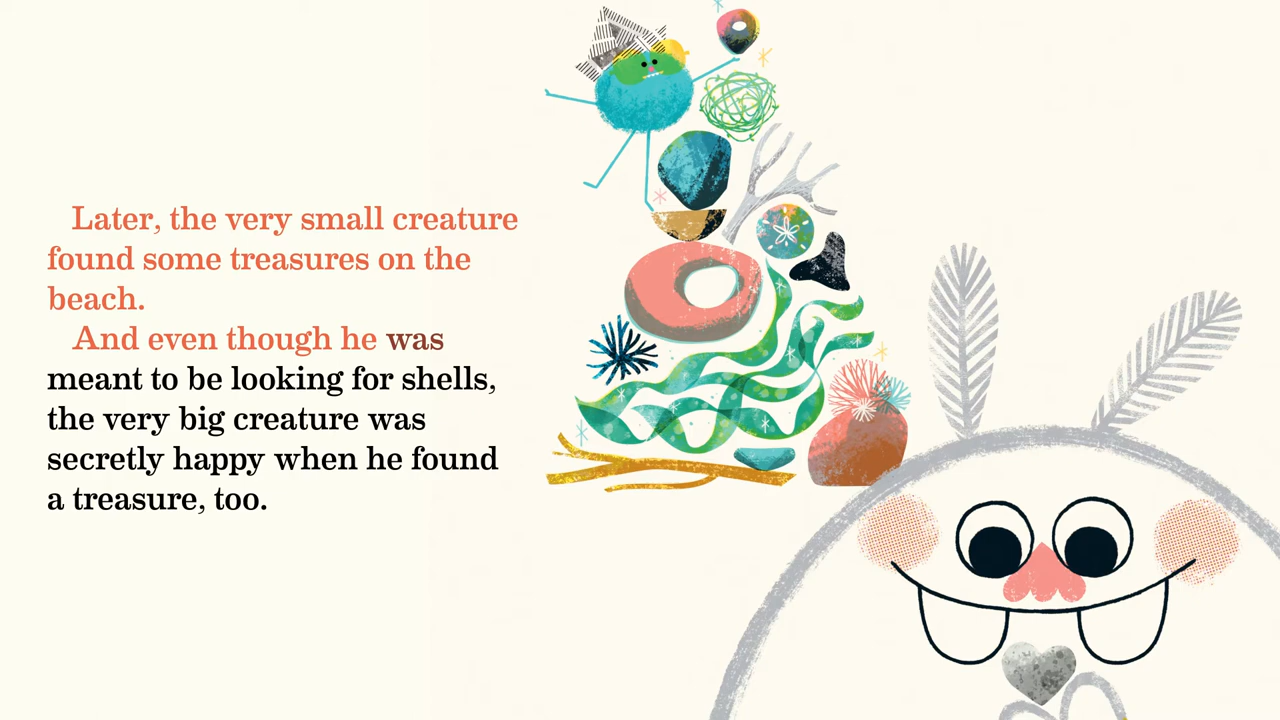 Later, the very small creature
found some treasures on the
beach.
And even though he was
meant to be looking for shells,
the very big creature was
secretly happy when he found
a treasure, too.